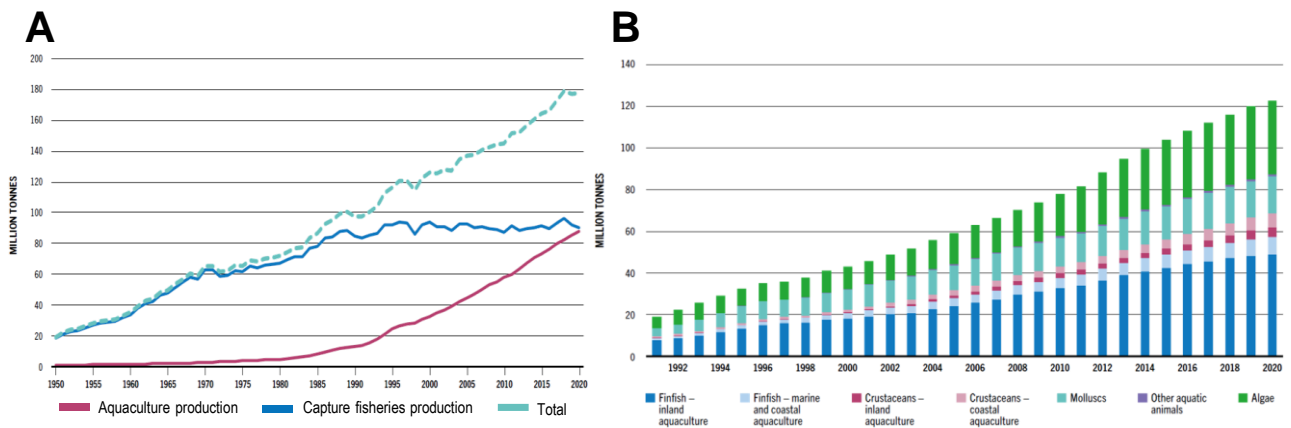 A
MILLION TONNES
200
180
160
140
120
100
80
60
40
20
0
1950
1955
1960
1965
1970
1975
1980
1985
1990
1995
2000
2005
2010
2015
2020
Aquaculture production
Capture fisheries production
Total
B
MILLION TONNES
140
120
100
80
60
40
20
0
1992
1994
1996
1998
2000
2002
2004
2006
2008
2010
2012
2014
2016
2018
2020
Finfish –
inland
aquaculture
Finfish – marine
and coastal
aquaculture
Crustaceans –
inland
aquaculture
Crustaceans –
coastal
aquaculture
Molluscs
Other aquatic
animals
Algae